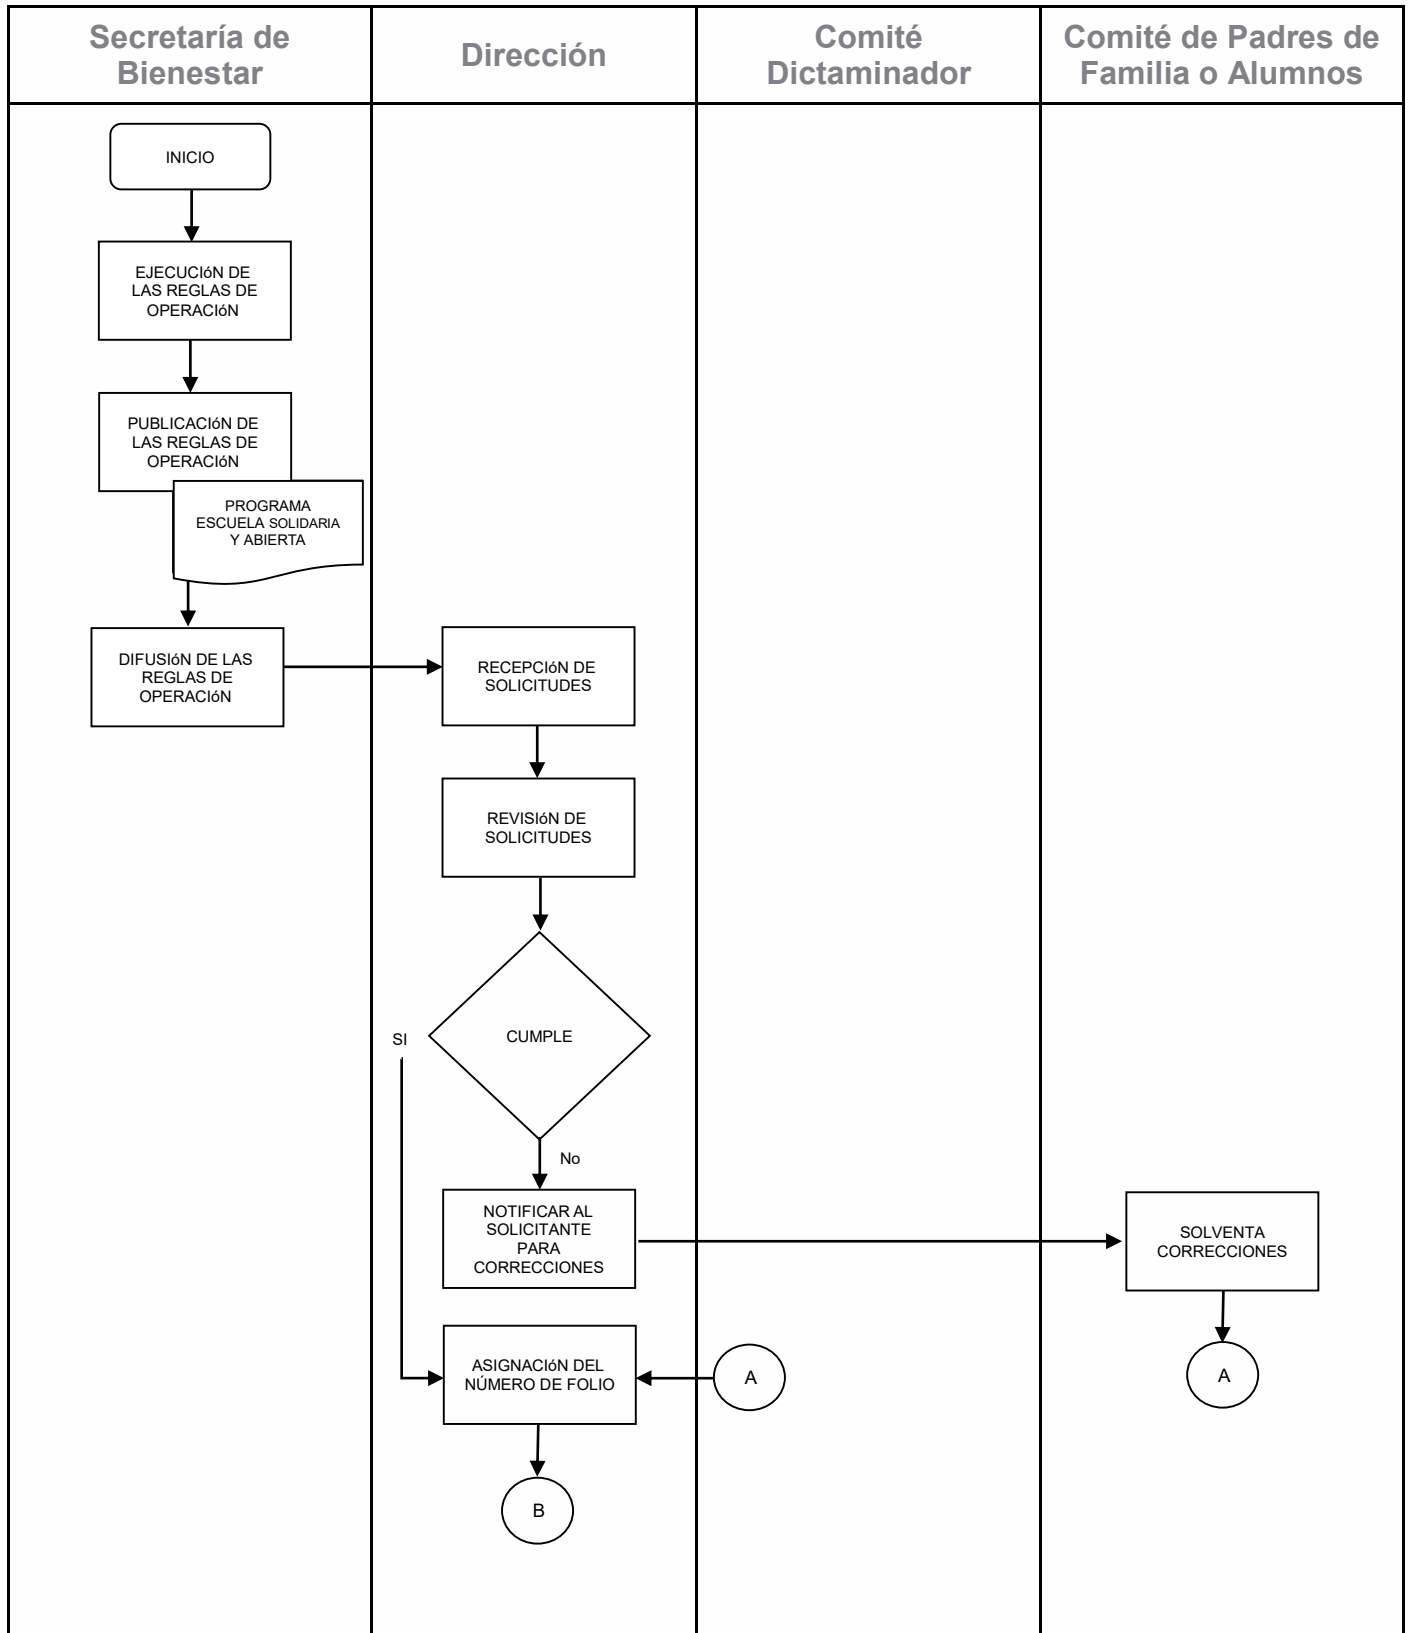 Secretaría de
Bienestar
Dirección
Comité
Dictaminador
Comité de Padres de
Familia o Alumnos
INICIO
EJECUCIóN DE
LAS REGLAS DE
OPERACIóN
PUBLICACIóN DE
LAS REGLAS DE
OPERACIóN
PROGRAMA
ESCUELA SOLIDARIA
Y ABIERTA
DIFUSIóN DE LAS
REGLAS DE
OPERACIóN
RECEPCIóN DE
SOLICITUDES
REVISIóN DE
SOLICITUDES
CUMPLE
SI
No
NOTIFICAR AL
SOLICITANTE
PARA
CORRECCIONES
SOLVENTA
CORRECCIONES
ASIGNACIóN DEL
NÚMERO DE FOLIO
A
A
B